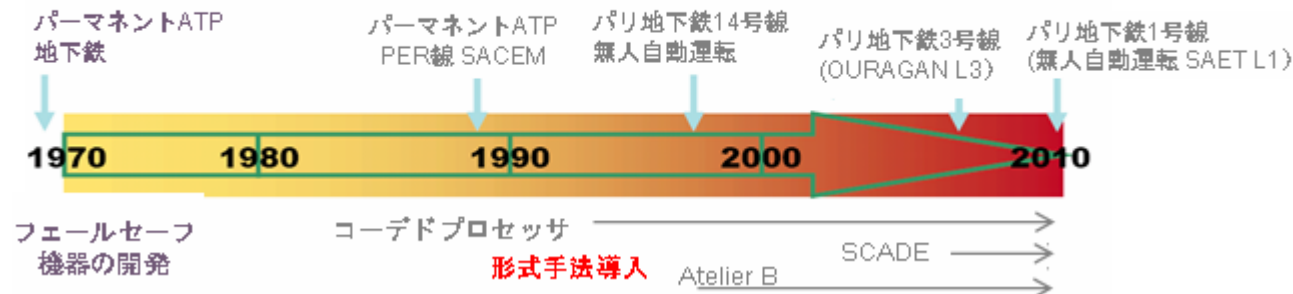 パーマネントATP
地下鉄
パーマネントATP
PER線 SACEM
パリ地下鉄14号線
無人自動運転
パリ地下鉄3号線
(OURAGAN L3)
パリ地下鉄1号線
(無人自動運転 SAET L1)
1970
1980
1990
2000
2010
フェールセーフ
機器の開発
コーデドプロセッサ
形式手法導入
SCADE
Atelier B